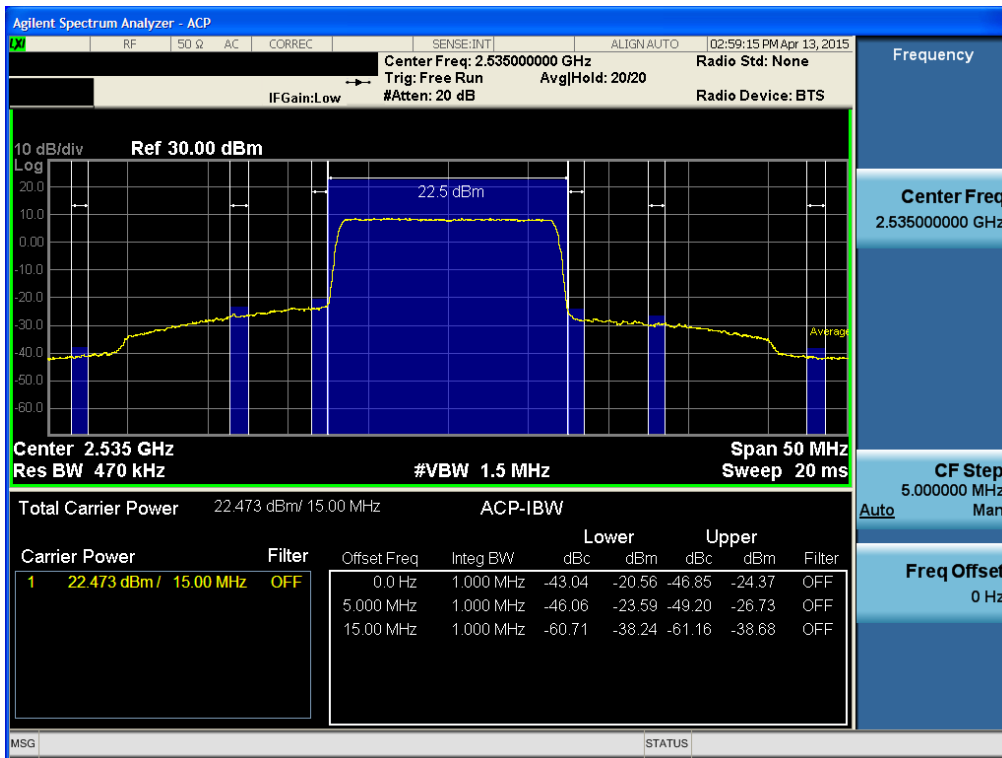 Agilent Spectrum Analyzer - ACP
LXI RF 50 Ω AC CORREC SENSE:INT ALIGN AUTO 02:59:15 PM Apr 13, 2015
Center Freq: 2.535000000 GHz Radio Std: None
Trig: Free Run Avg|Hold: 20/20
IFGain:Low #Atten: 20 dB Radio Device: BTS
10 dB/div Ref 30.00 dBm
Log
20.0
22.5 dBm
10.0
0.00
-10.0
-20.0
-30.0
Average
-40.0
-50.0
-60.0
Center 2.535 GHz Span 50 MHz
Res BW 470 kHz #VBW 1.5 MHz Sweep 20 ms
Total Carrier Power 22.473 dBm/ 15.00 MHz ACP-IBW
Lower Upper
Carrier Power Filter Offset Freq Integ BW dBc dBm dBc dBm Filter
1 22.473 dBm / 15.00 MHz OFF 0.0 Hz 1.000 MHz -43.04 -20.56 -46.85 -24.37 OFF
5.000 MHz 1.000 MHz -46.06 -23.59 -49.20 -26.73 OFF
15.00 MHz 1.000 MHz -60.71 -38.24 -61.16 -38.68 OFF
MSG STATUS
Frequency
Center Freq
2.535000000 GHz
CF Step
5.000000 MHz
Auto Man
Freq Offset
0 Hz